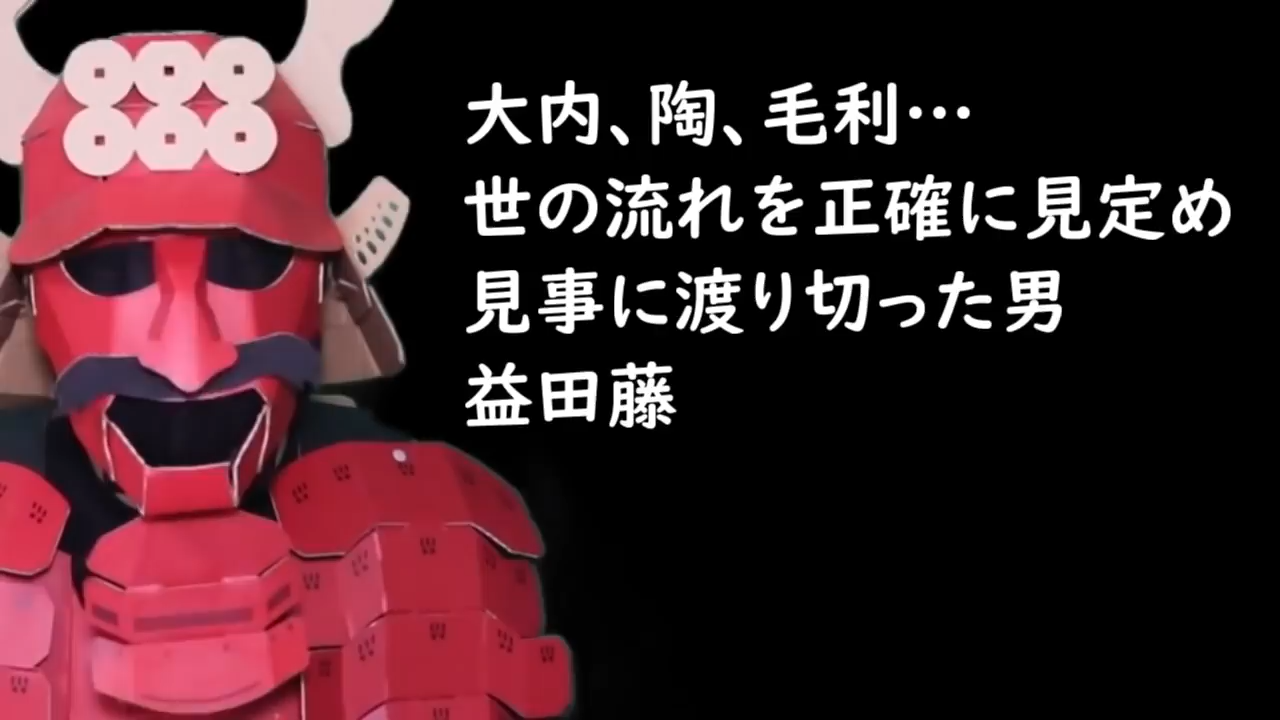 大内、陶、毛利…
世の流れを正確に見定め
見事に渡り切った男
益田藤